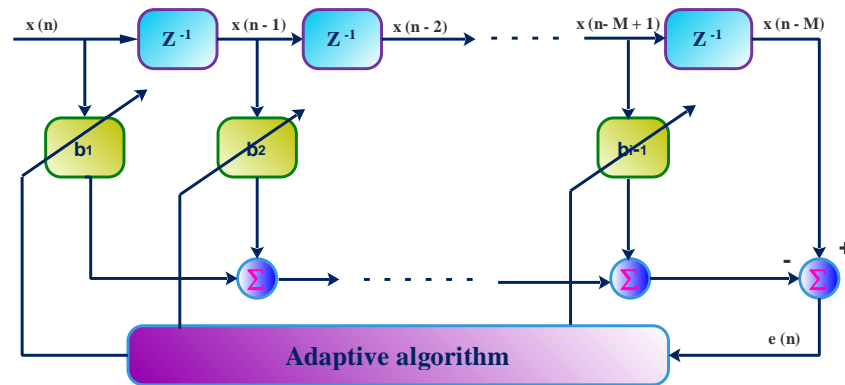 x (n)
Z -1
x (n - 1)
Z -1
x (n - 2)
x (n- M + 1)
Z -1
x (n - M)
b1
b2
bi-1
- +
Σ
Σ
Σ
e (n)
Adaptive algorithm